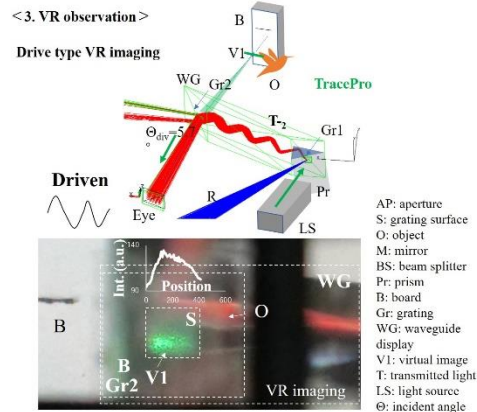 <3. VR observation>
Drive type VR imaging
B
V1
O
WG
Gr2
TracePro
T-2
Gr1
Θdiv=5
°
Driven
Eye
R
Pr
LS
AP: aperture
S: grating surface
O: object
M: mirror
BS: beam splitter
Pr: prism
B: board
Gr: grating
WG: waveguide
display
V1: virtual image
T: transmitted light
LS: light source
Θ: incident angle
Int. (a.u.)
140
90
Position
0 200 400 600
WG
B
S
O
B
Gr2
V1
VR imaging